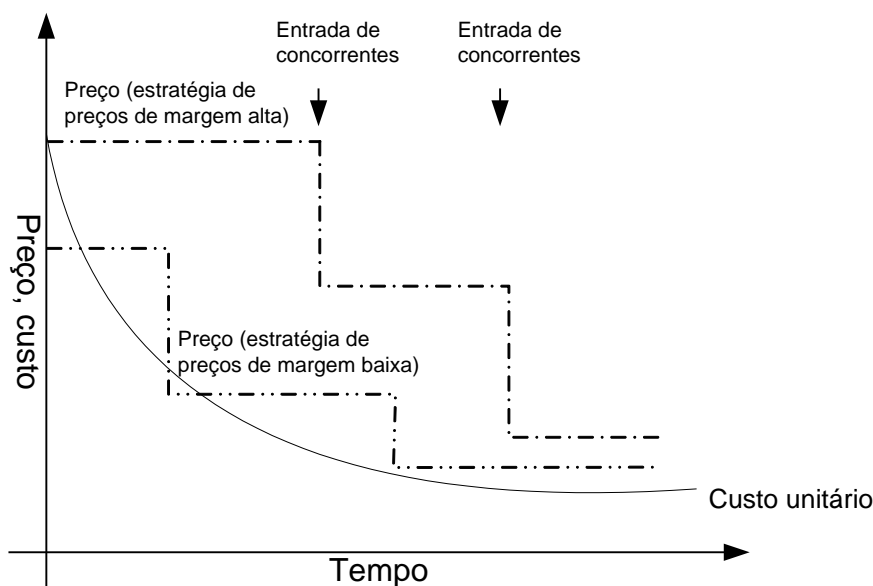 Entrada de
concorrentes
Entrada de
concorrentes
Preço (estratégia de
preços de margem alta)
Preço, custo
Preço (estratégia de
preços de margem baixa)
Custo unitário
Tempo